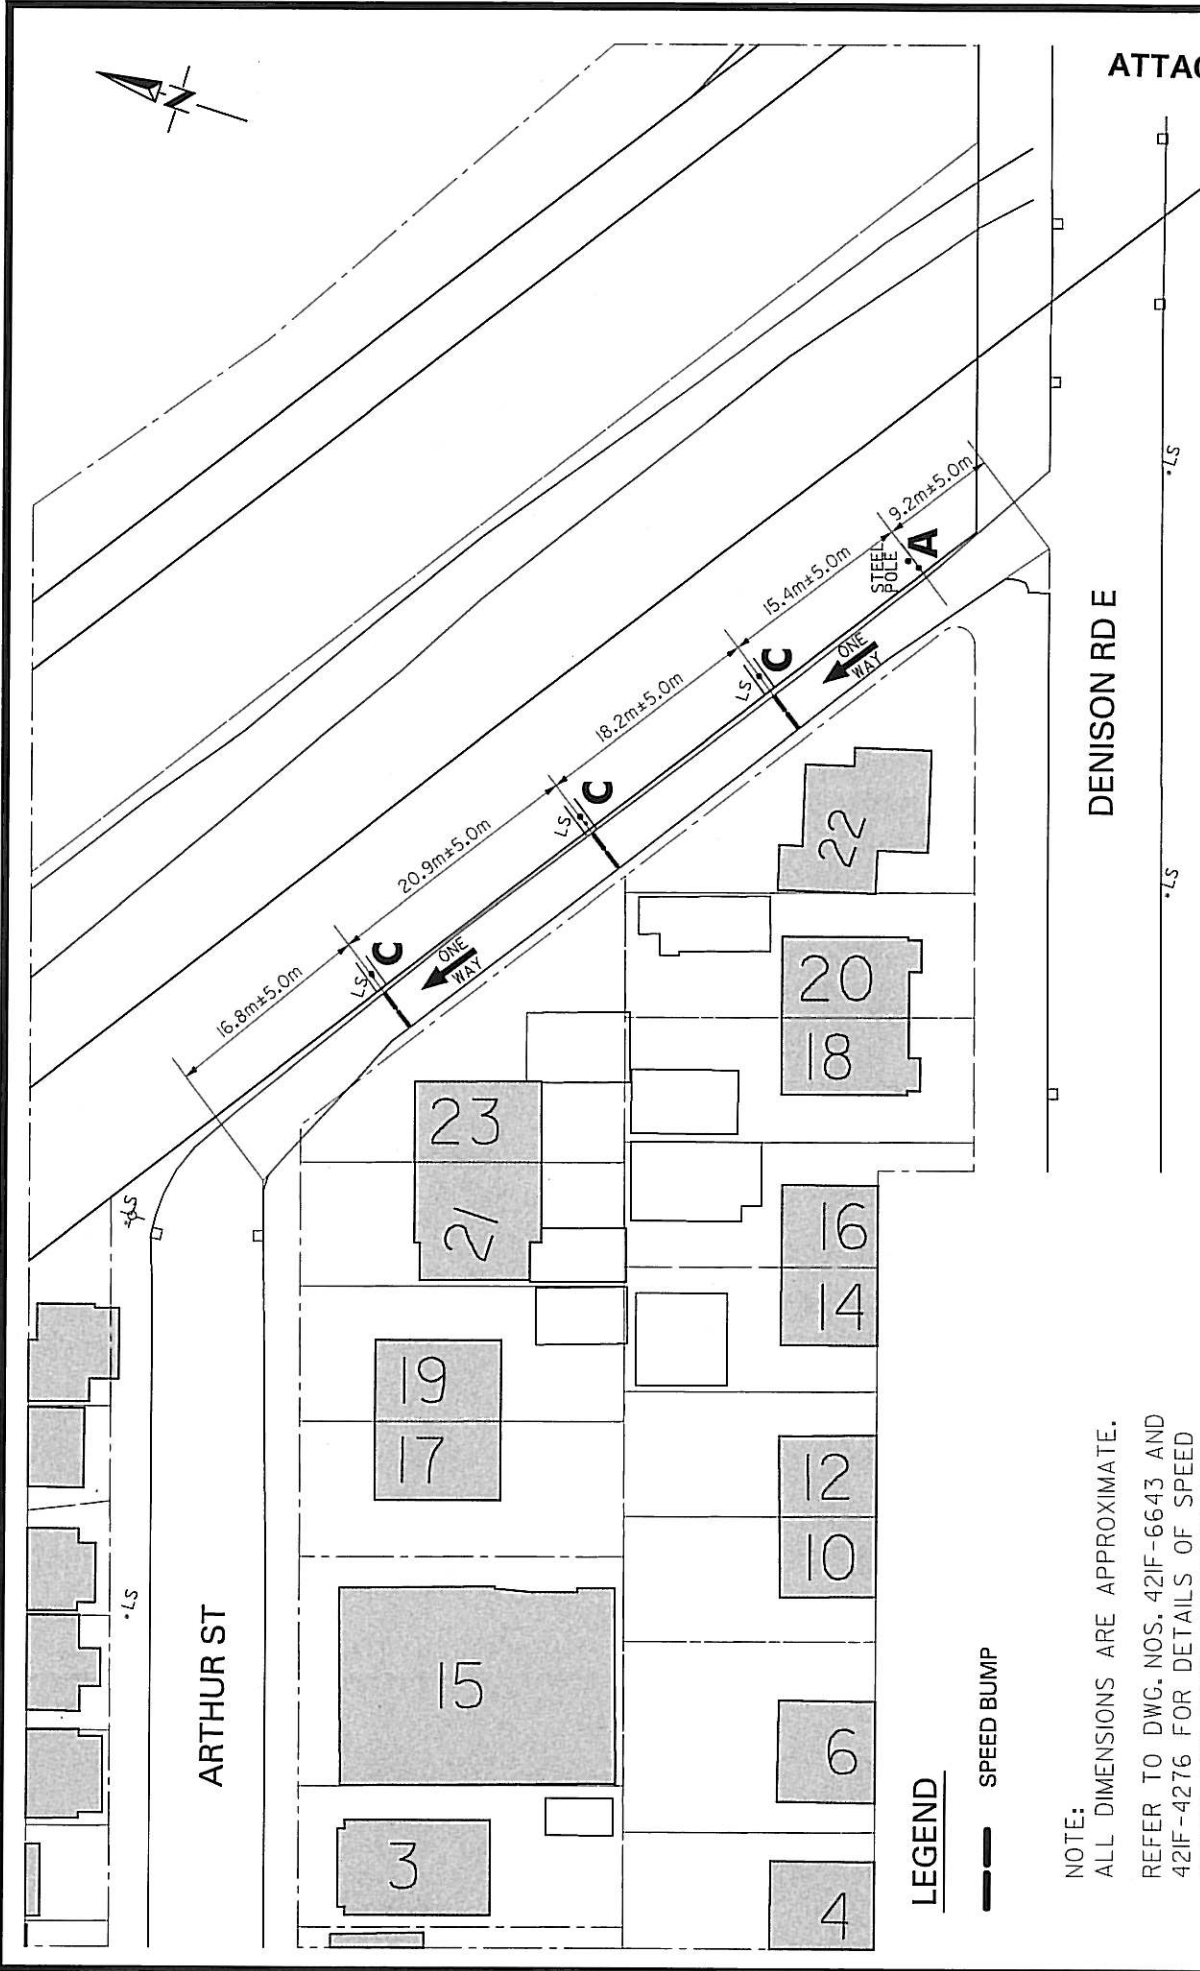 ATTAC
N
16.8m±5.0m
20.9m±5.0m
18.2m±5.0m
15.4m±5.0m
9.2m±5.0m
LS
C
LS
C
LS
C
STEEL
POLE
A
ONE
WAY
ONE
WAY
LS
LS
LS
LS
ARTHUR ST
DENISON RD E
3
15
17
19
21
23
4
6
10
12
14
16
18
20
22
LEGEND
SPEED BUMP
NOTE:
ALL DIMENSIONS ARE APPROXIMATE.
REFER TO DWG. NOS. 421F-6643 AND
421F-4276 FOR DETAILS OF SPEED